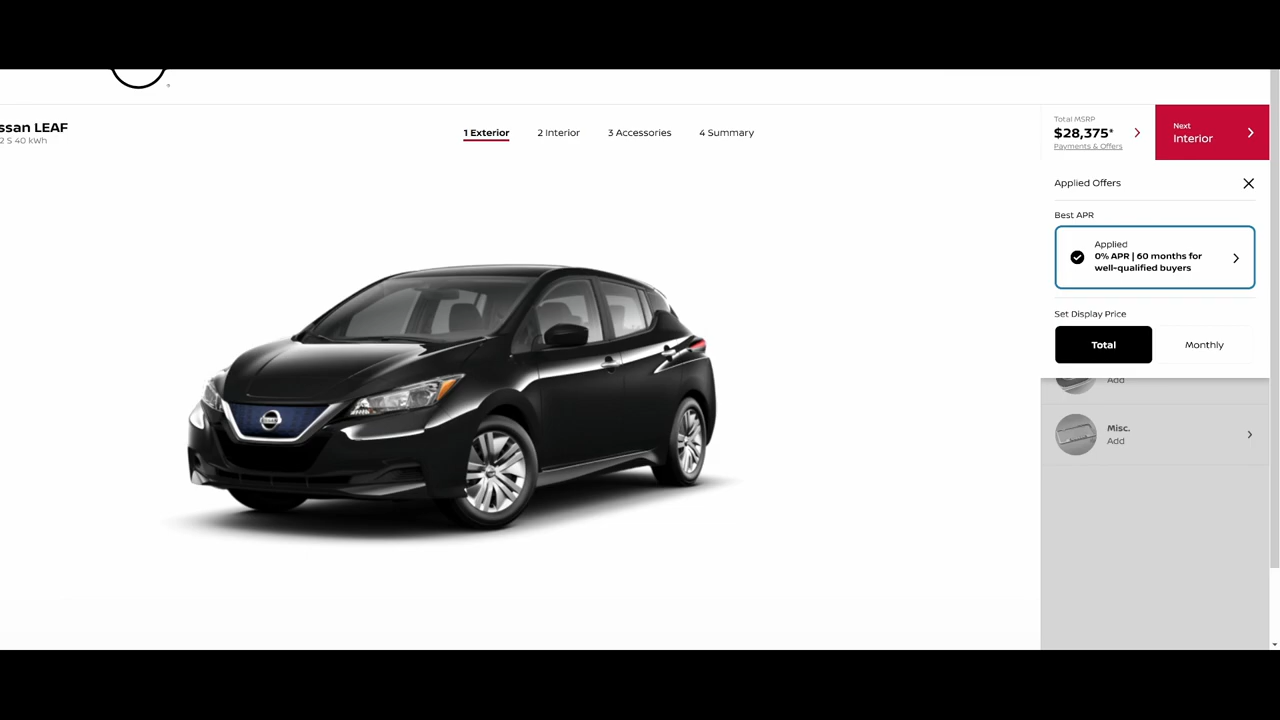 ssan LEAF
2 S 40 kWh
1 Exterior
2 Interior
3 Accessories
4 Summary
Total MSRP
$28,375*
Payments & Offers
Next
Interior
Applied Offers
Best APR
Applied
0% APR | 60 months for
well-qualified buyers
Set Display Price
Total
Monthly
Add
Misc.
Add